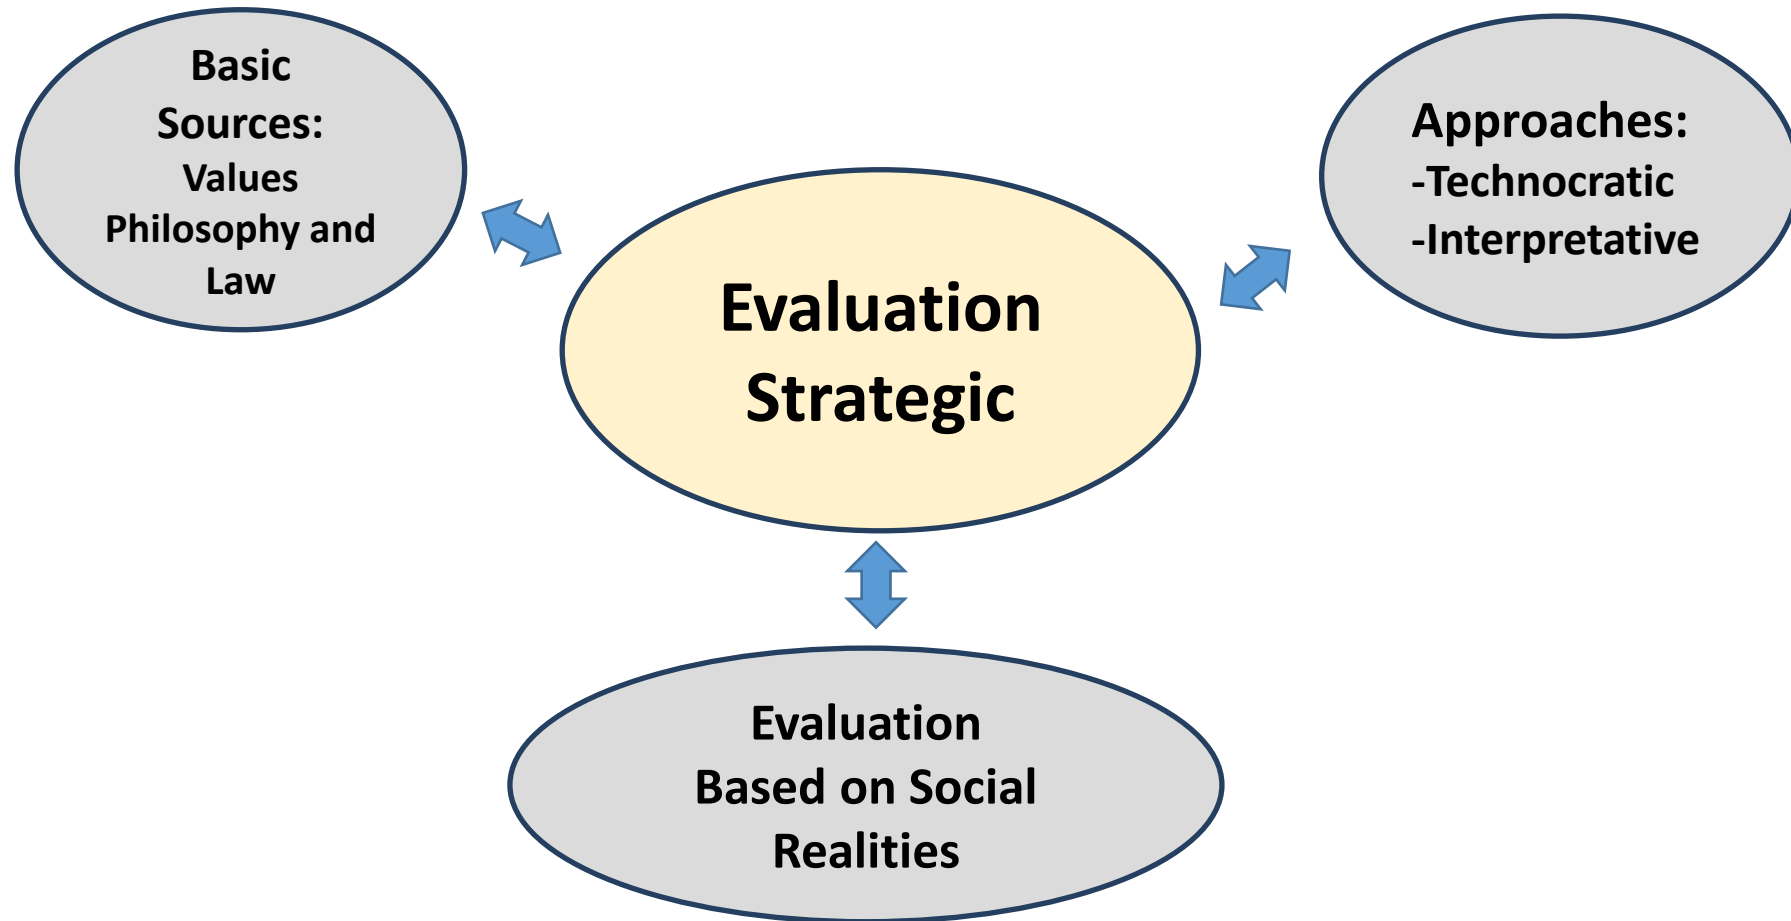 Basic
Sources:
Values
Philosophy and
Law
Approaches:
-Technocratic
-Interpretative
Evaluation
Strategic
Evaluation
Based on Social
Realities